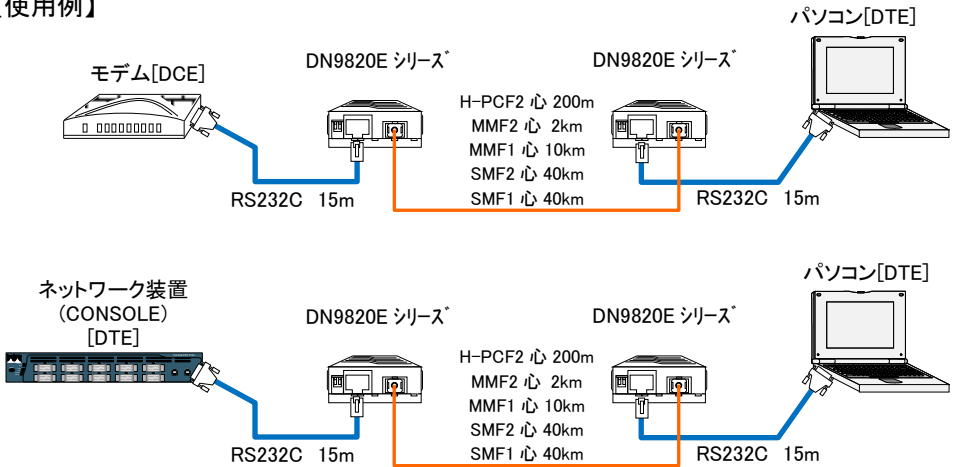 【使用例】
パソコン[DTE]
モデム[DCE]
DN9820E シリーズ
DN9820E シリーズ
H-PCF2 心 200m
MMF2 心 2km
MMF1 心 10km
SMF2 心 40km
SMF1 心 40km
RS232C 15m
RS232C 15m
ネットワーク装置
(CONSOLE)
[DTE]
DN9820E シリーズ
DN9820E シリーズ
パソコン[DTE]
H-PCF2 心 200m
MMF2 心 2km
MMF1 心 10km
SMF2 心 40km
SMF1 心 40km
RS232C 15m
RS232C 15m